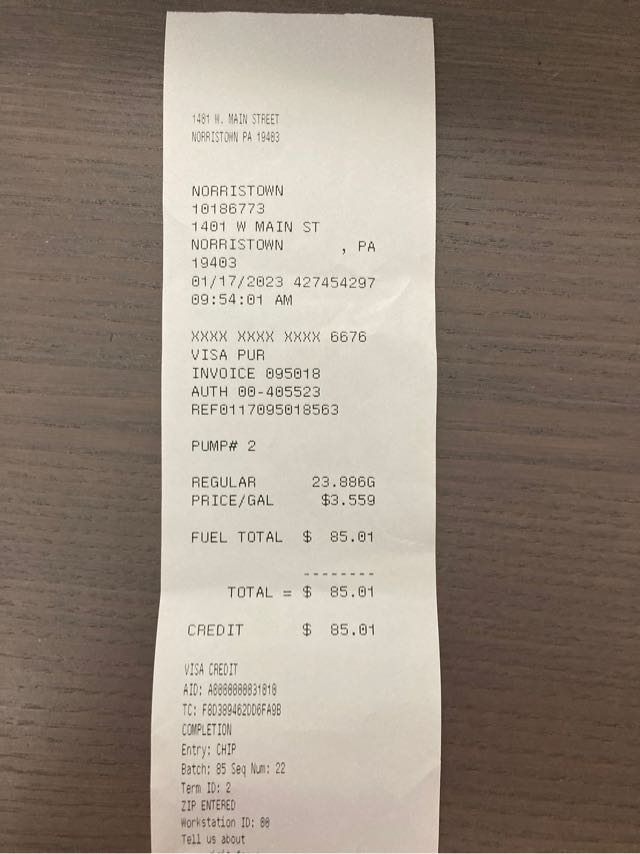 1401 W. MAIN STREET
NORRISTOWN PA 19403
NORRISTOWN
10186773
1401 W MAIN ST
NORRISTOWN , PA
19403
01/17/2023 427454297
09:54:01 AM
XXXX XXXX XXXX 6676
VISA PUR
INVOICE 095018
AUTH 00-405523
REF0117095018563
PUMP# 2
REGULAR 23.886G
PRICE/GAL $3.559
FUEL TOTAL $ 85.01
--------
TOTAL = $ 85.01
CREDIT $ 85.01
VISA CREDIT
AID: A0000000031010
TC: F8D389462DD6FA9B
COMPLETION
Entry: CHIP
Batch: 85 Seq Num: 22
Term ID: 2
ZIP ENTERED
Workstation ID: 00
Tell us about